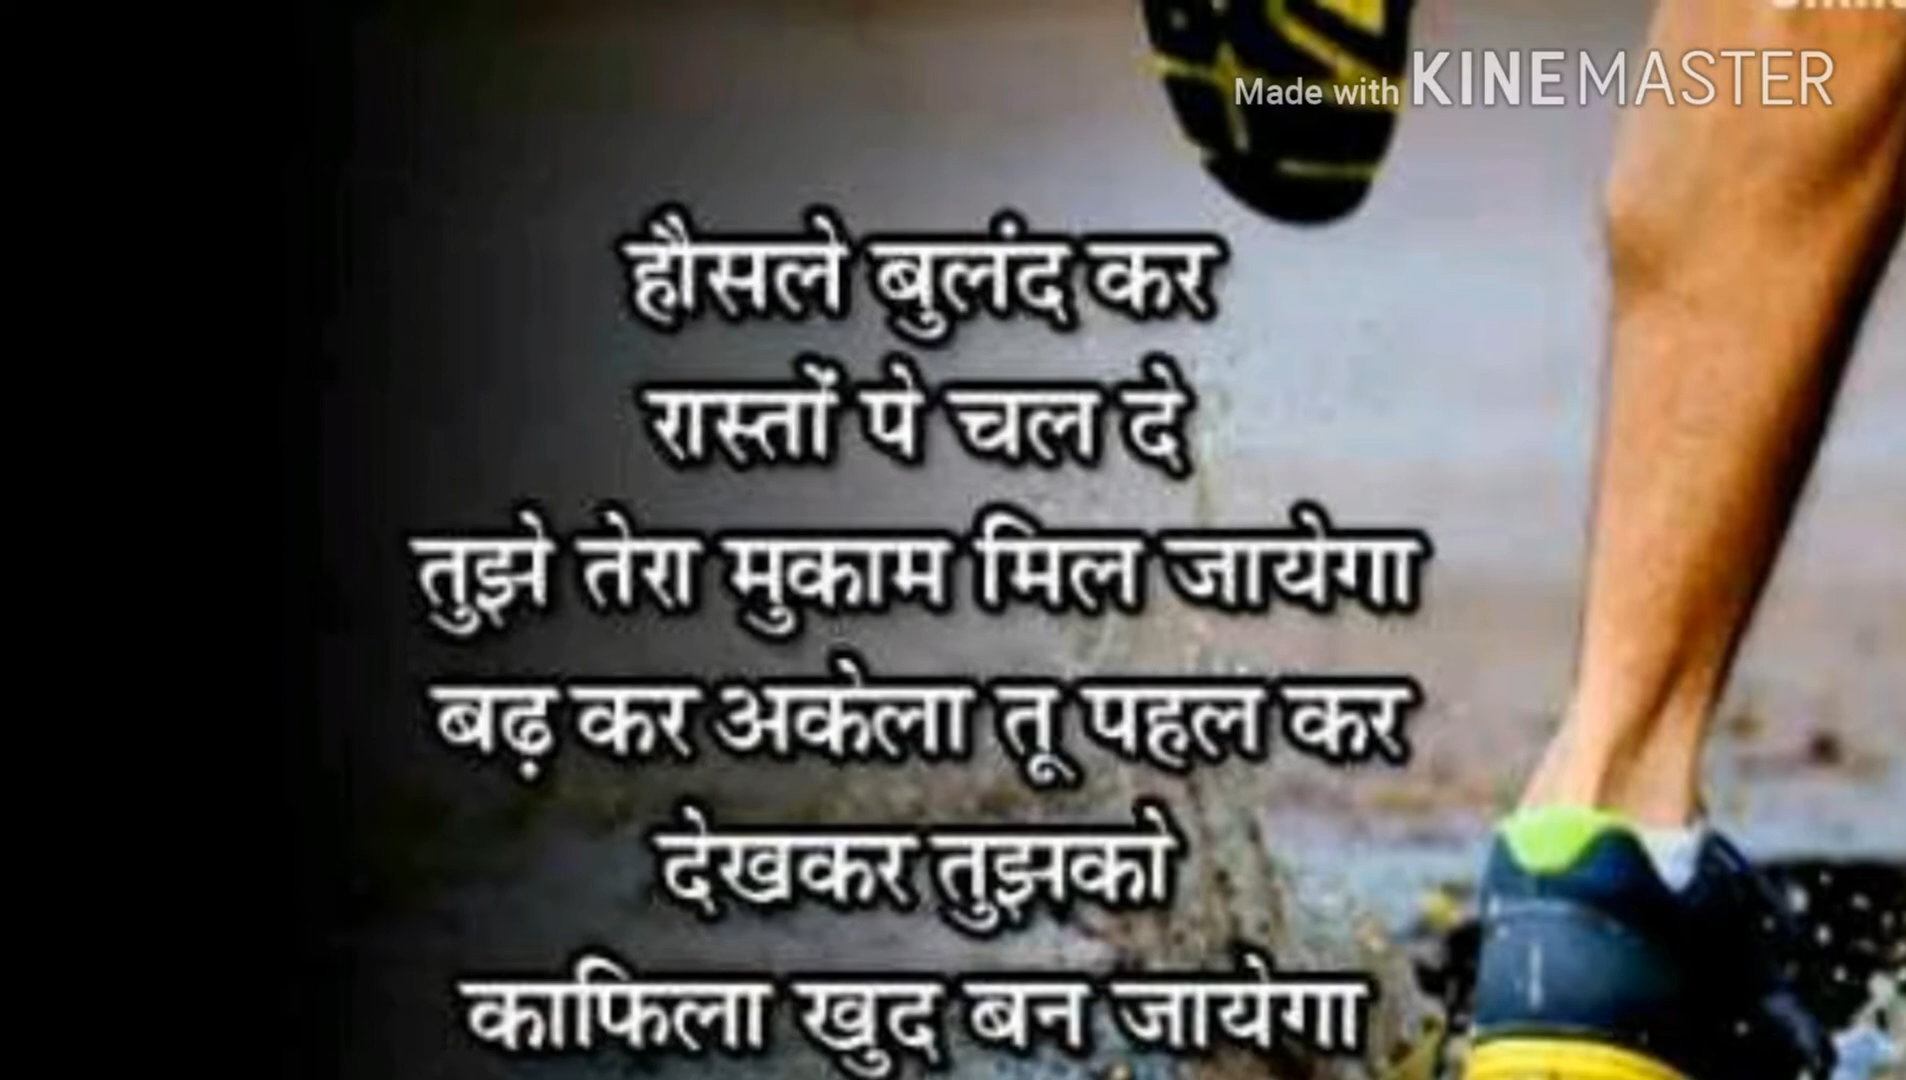 Made with KINEMASTER
हौसले बुलंद कर
रास्तों पे चल दे
तुझे तेरा मुकाम मिल जायेगा
बढ़ कर अकेला तू पहल कर
देखकर तुझको
काफिला खुद बन जायेगा